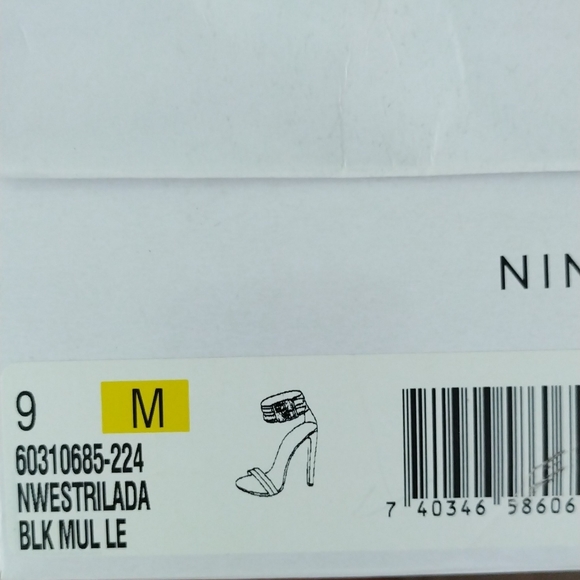 NIN
9 M
60310685-224
NWESTRILADA
BLK MUL LE
7 40346 58606